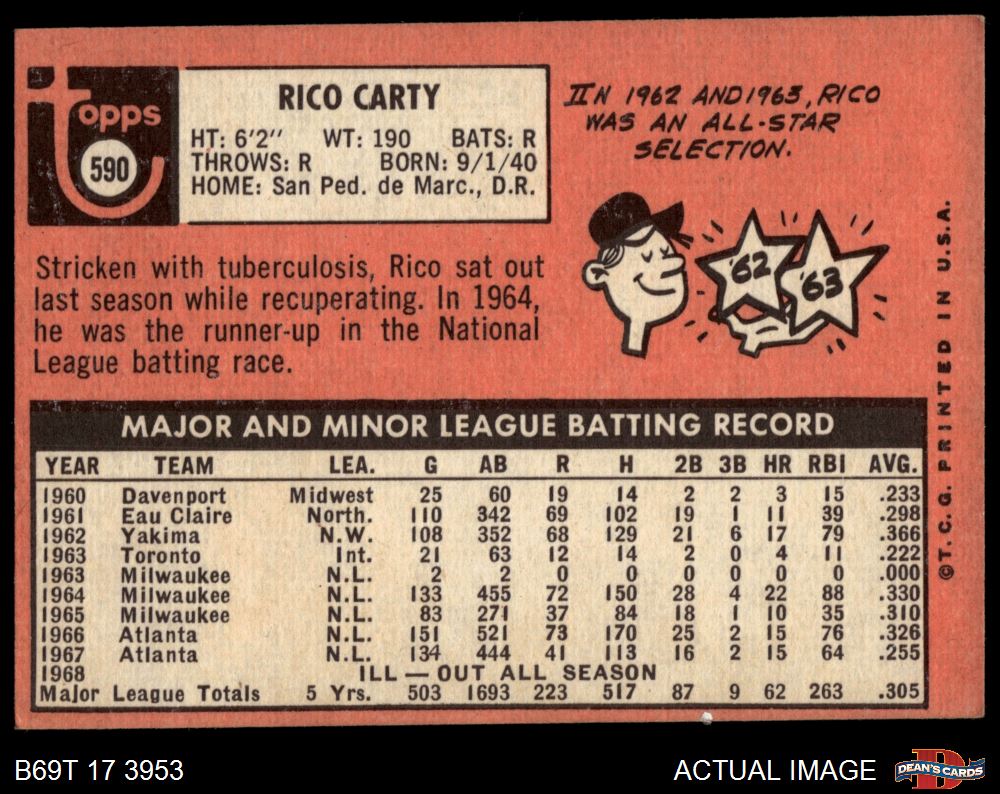 topps
590
RICO CARTY
HT: 6'2" WT: 190 BATS: R
THROWS: R BORN: 9/1/40
HOME: San Ped. de Marc., D.R.
IN 1962 AND 1963, RICO
WAS AN ALL-STAR
SELECTION.
'62
'63
Stricken with tuberculosis, Rico sat out
last season while recuperating. In 1964,
he was the runner-up in the National
League batting race.
MAJOR AND MINOR LEAGUE BATTING RECORD
YEAR TEAM LEA. G AB R H 2B 3B HR RBI AVG.
1960 Davenport Midwest 25 60 19 14 2 2 3 15 .233
1961 Eau Claire North. 110 342 69 102 19 1 11 39 .298
1962 Yakima N.W. 108 352 68 129 21 6 17 79 .366
1963 Toronto Int. 21 63 12 14 2 0 4 11 .222
1963 Milwaukee N.L. 2 2 0 0 0 0 0 0 .000
1964 Milwaukee N.L. 133 455 72 150 28 4 22 88 .330
1965 Milwaukee N.L. 83 271 37 84 18 1 10 35 .310
1966 Atlanta N.L. 151 521 73 170 25 2 15 76 .326
1967 Atlanta N.L. 134 444 41 113 16 2 15 64 .255
1968 ILL — OUT ALL SEASON
Major League Totals 5 Yrs. 503 1693 223 517 87 9 62 263 .305
©T.C.G. PRINTED IN U.S.A.
B69T 17 3953
ACTUAL IMAGE
DEAN'S CARDS